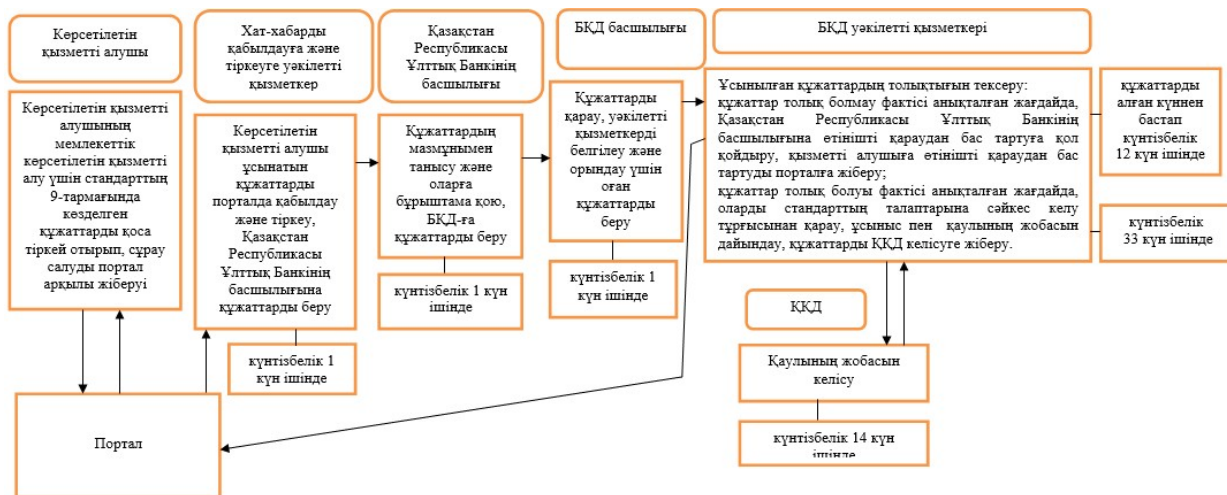 Көрсетілетін
қызметті алушы
Хат-хабарды
қабылдауға және
тіркеуге уәкілетті
қызметкер
Қазақстан
Республикасы
Ұлттық Банкінің
басшылығы
БҚД басшылығы
БҚД уәкілетті қызметкері
Көрсетілетін қызметті
алушының
мемлекеттік
көрсетілетін қызметті
алу үшін стандарттың
9-тармағында
көзделген
құжаттарды қоса
тіркей отырып, сұрау
салуды портал
арқылы жіберуі
Көрсетілетін
қызметті алушы
ұсынатын
құжаттарды
порталда қабылдау
және тіркеу,
Қазақстан
Республикасы
Ұлттық Банкінің
басшылығына
құжаттарды беру
күнтізбелік 1
күн ішінде
Құжаттардың
мазмұнымен
танысу және оларға
бұрыштама қою,
БҚД-ға
құжаттарды беру
күнтізбелік 1 күн
ішінде
Құжаттарды
қарау, уәкілетті
қызметкерді
белгілеу және
орындау үшін
оған
құжаттарды
беру
күнтізбелік 1
күн ішінде
Ұсынылған құжаттардың толықтығын тексеру:
құжаттар толық болмау фактісі анықталған жағдайда,
Қазақстан Республикасы Ұлттық Банкінің
басшылығына өтінішті қараудан бас тартуға қол
қойдыру, қызметті алушыға өтінішті қараудан бас
тартуды порталға жіберу;
құжаттар толық болуы фактісі анықталған жағдайда,
оларды стандарттың талаптарына сәйкес келу
тұрғысынан қарау, ұсыныс пен қаулының жобасын
дайындау, құжаттарды ҚҚД келісуге жіберу.
құжаттарды
алған күннен
бастап
күнтізбелік
12 күн ішінде
күнтізбелік
33 күн ішінде
ҚҚД
Қаулының жобасын
келісу
күнтізбелік 14 күн
ішінде
Портал